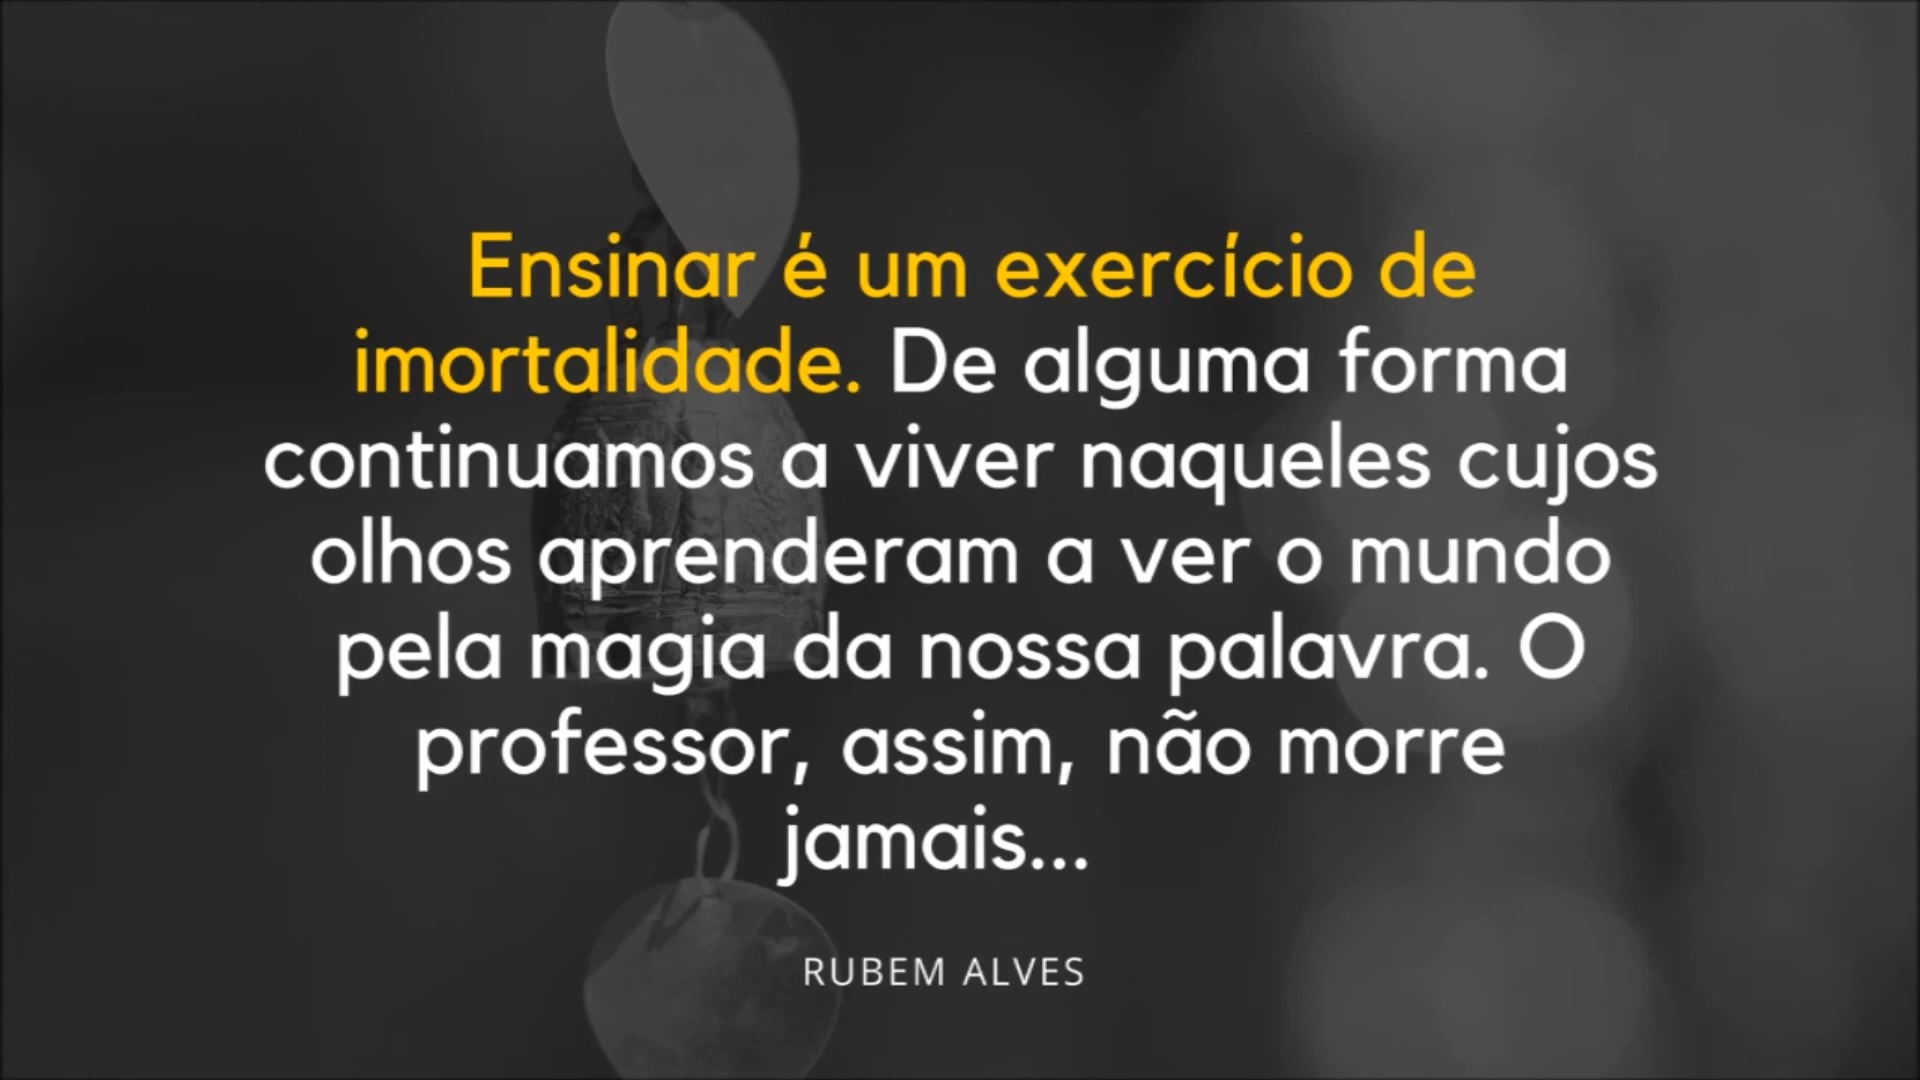 Ensinar é um exercício de
imortalidade. De alguma forma
continuamos a viver naqueles cujos
olhos aprenderam a ver o mundo
pela magia da nossa palavra. O
professor, assim, não morre
jamais...
RUBEM ALVES